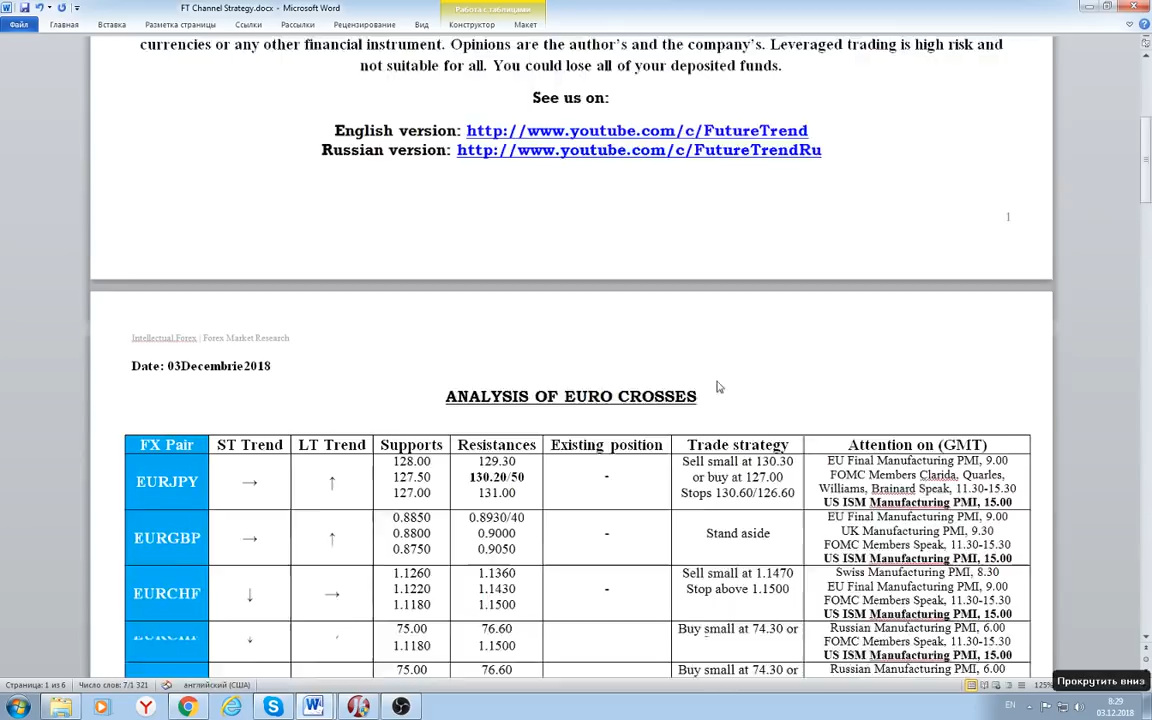 FT Channel Strategy.docx - Microsoft Word
Работа с таблицами
Файл Главная Вставка Разметка страницы Ссылки Рассылки Рецензирование Вид Конструктор Макет
currencies or any other financial instrument. Opinions are the author's and the company's. Leveraged trading is high risk and
not suitable for all. You could lose all of your deposited funds.
See us on:
English version: http://www.youtube.com/c/FutureTrend
Russian version: http://www.youtube.com/c/FutureTrendRu
1
Intellectual Forex | Forex Market Research
Date: 03Decembrie2018
ANALYSIS OF EURO CROSSES
FX Pair ST Trend LT Trend Supports Resistances Existing position Trade strategy Attention on (GMT)
128.00 129.30 Sell small at 130.30 EU Final Manufacturing PMI, 9.00
EURJPY → ↑ 127.50 130.20/50 - or buy at 127.00 FOMC Members Clarida, Quarles,
127.00 131.00 Stops 130.60/126.60 Williams, Brainard Speak, 11.30-15.30
US ISM Manufacturing PMI, 15.00
0.8850 0.8930/40 EU Final Manufacturing PMI, 9.00
EURGBP → ↑ 0.8800 0.9000 - Stand aside UK Manufacturing PMI, 9.30
0.8750 0.9050 FOMC Members Speak, 11.30-15.30
US ISM Manufacturing PMI, 15.00
1.1260 1.1360 Sell small at 1.1470 Swiss Manufacturing PMI, 8.30
EURCHF ↓ → 1.1220 1.1430 - Stop above 1.1500 EU Final Manufacturing PMI, 9.00
1.1180 1.1500 FOMC Members Speak, 11.30-15.30
US ISM Manufacturing PMI, 15.00
75.00 76.60 Buy small at 74.30 or Russian Manufacturing PMI, 6.00
↓ 1.1180 1.1500 FOMC Members Speak, 11.30-15.30
US ISM Manufacturing PMI, 15.00
75.00 76.60 Buy small at 74.30 or Russian Manufacturing PMI, 6.00
Страница: 1 из 6 Число слов: 7/1 321 английский (США) 125%
Прокрутить вниз
EN 8:29
03.12.2018